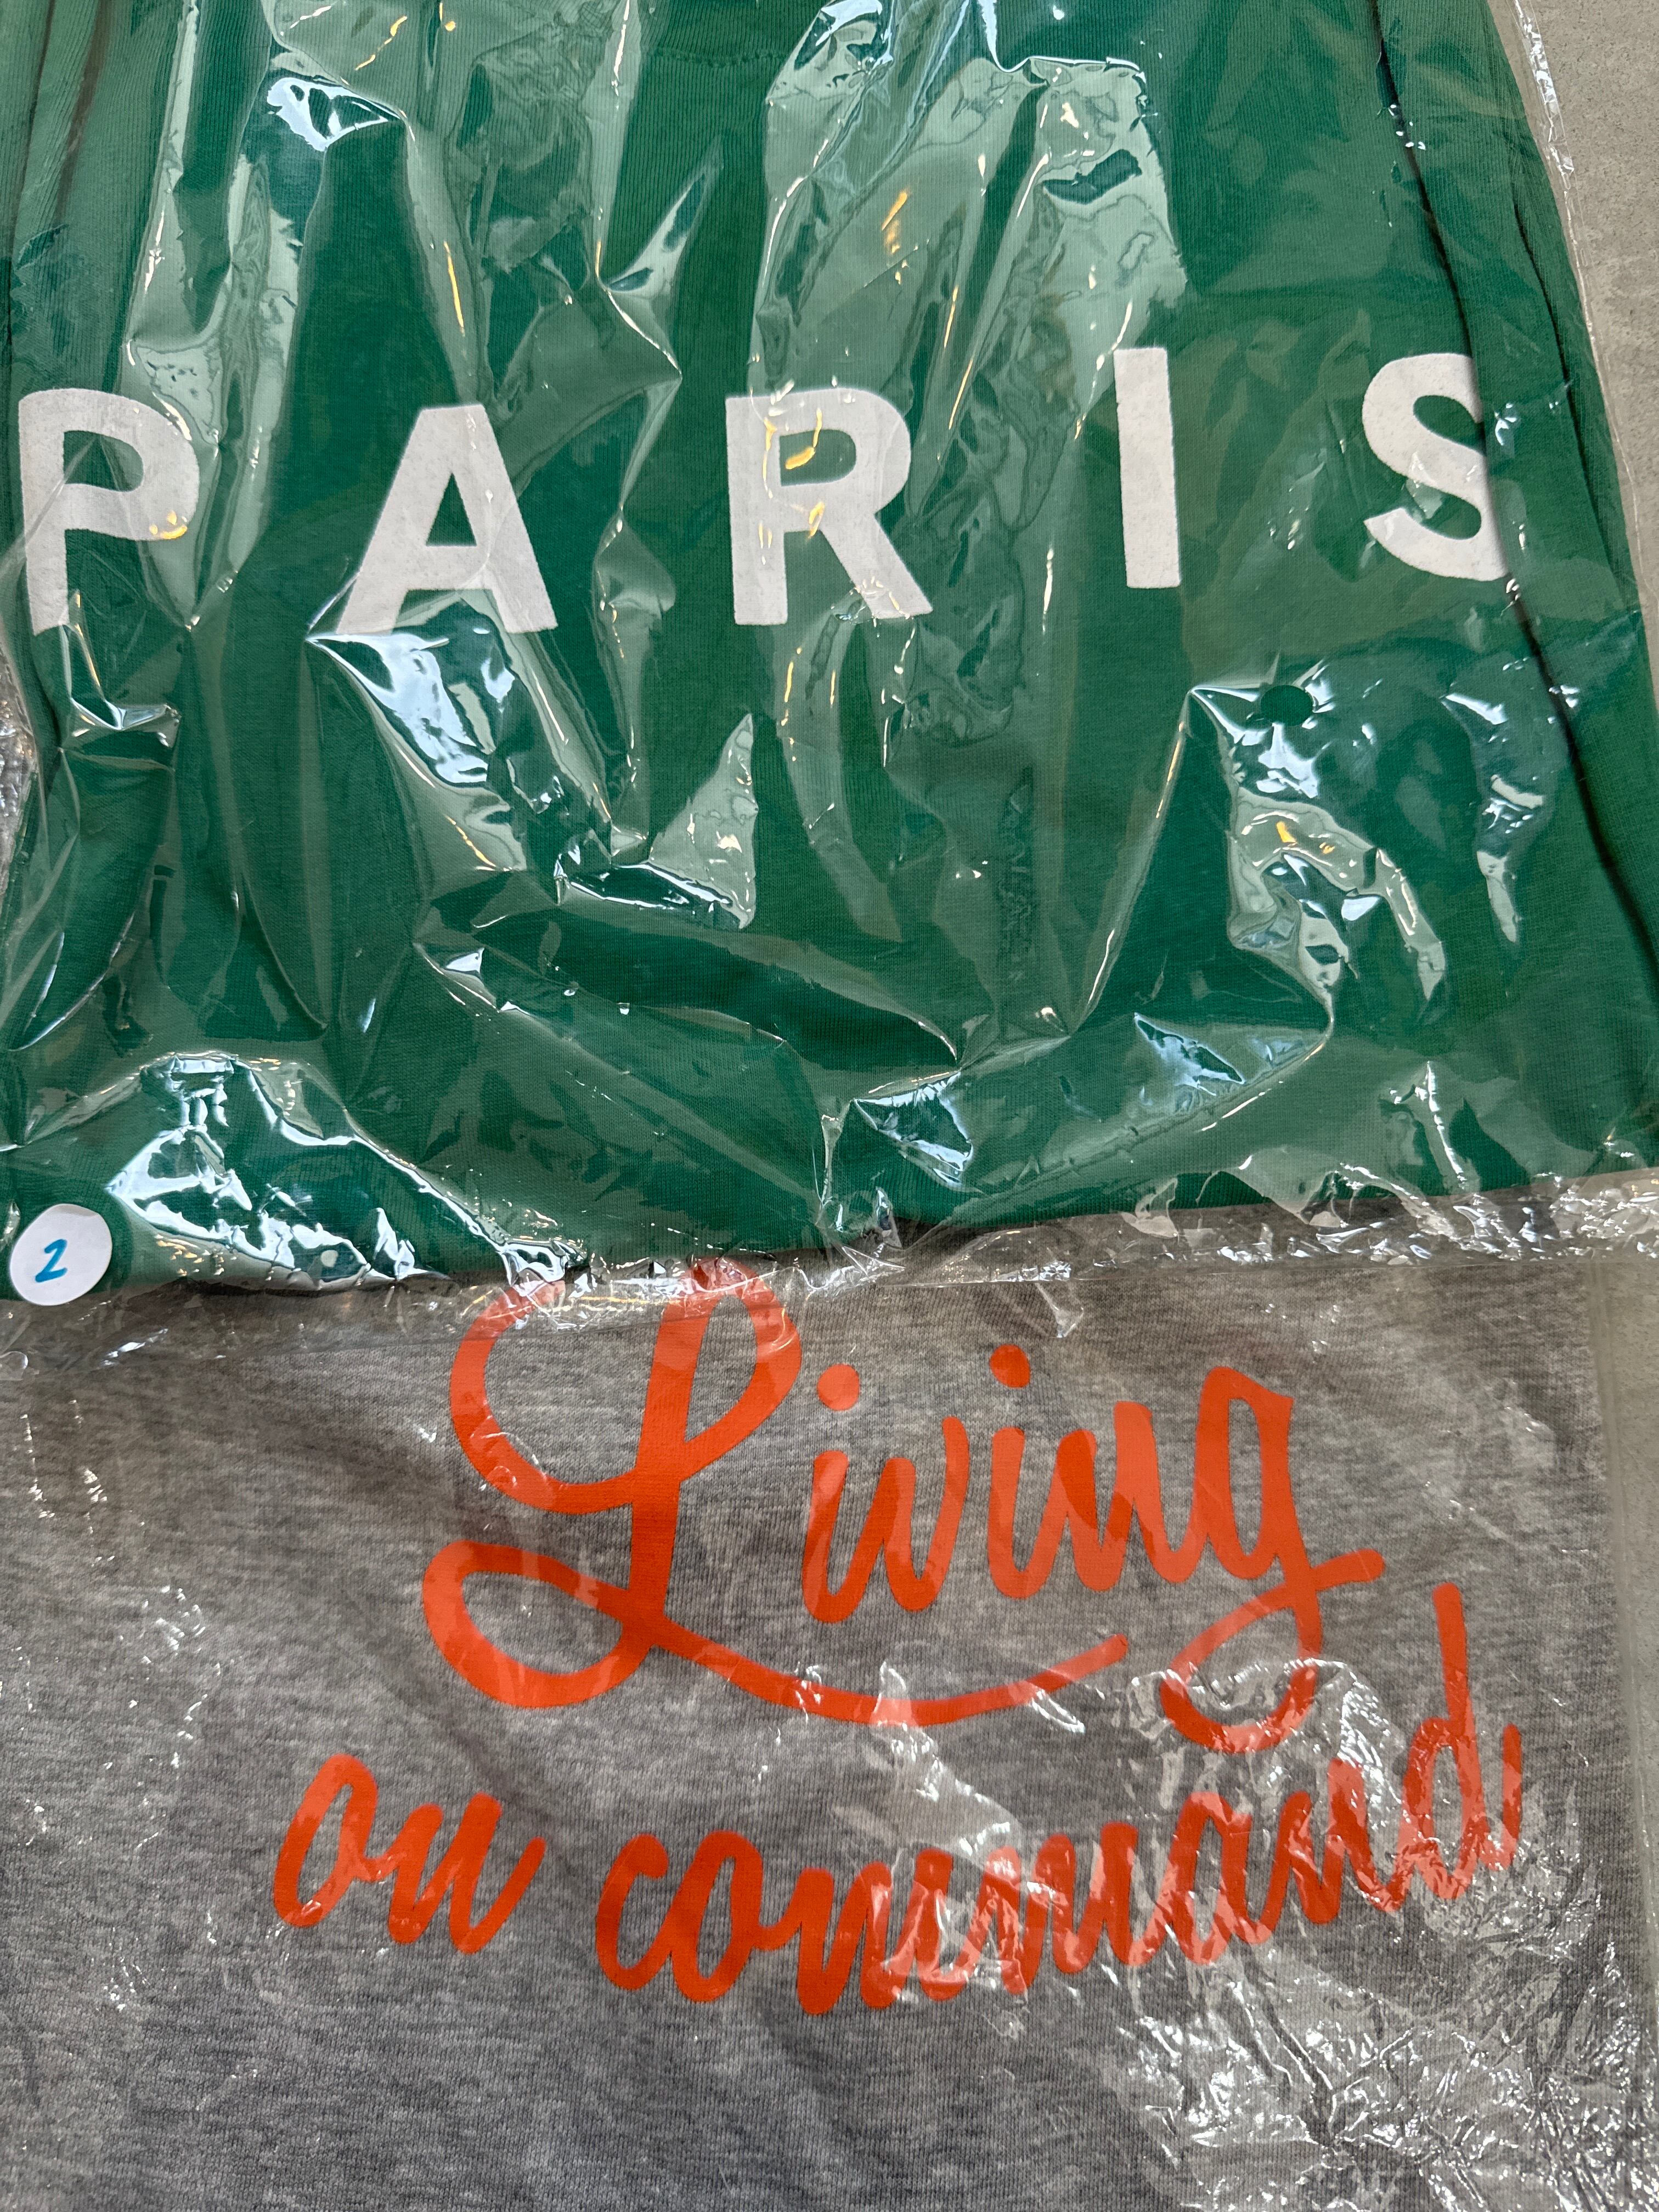 PARIS
2
Living
on command